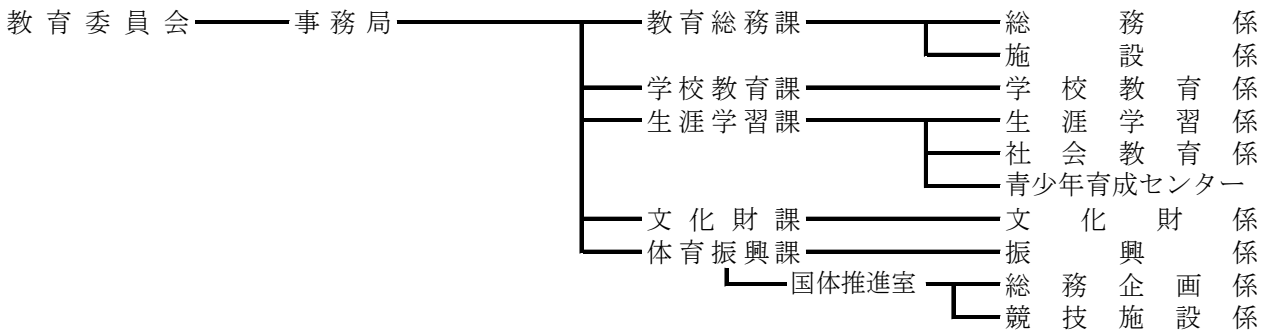 教育委員会 事務局 教育総務課 総務係
施設係
学校教育課 学校教育係
生涯学習課 生涯学習係
社会教育係
青少年育成センター
文化財課 文化財係
体育振興課 振興係
国体推進室 総務企画係
競技施設係